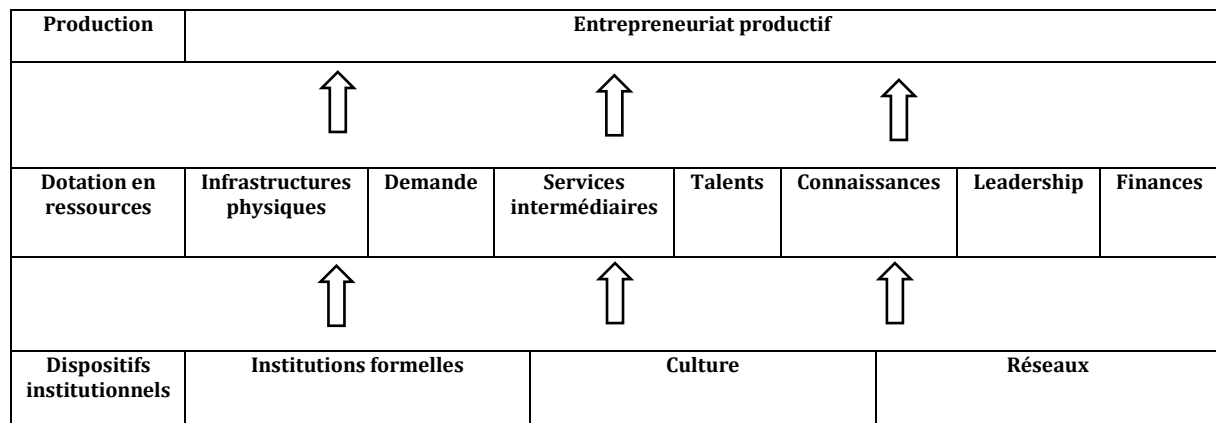 Production
Entrepreneuriat productif
Dotation en
ressources
Infrastructures
physiques
Demande
Services
intermédiaires
Talents
Connaissances
Leadership
Finances
Dispositifs
institutionnels
Institutions formelles
Culture
Réseaux